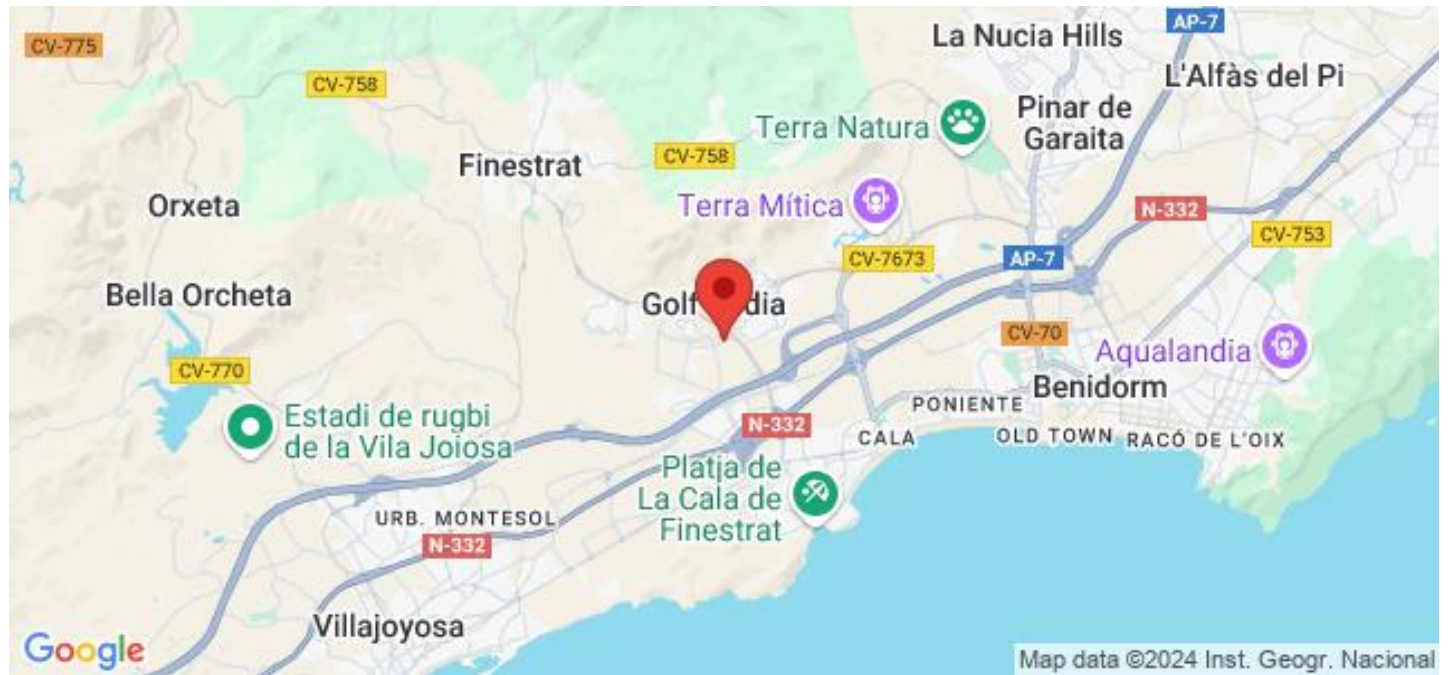 AP-7
CV-775
La Nucia Hills
L'Alfàs del Pi
CV-758
Pinar de
Garaita
Terra Natura
Finestrat
CV-758
Orxeta
Terra Mítica
N-332
CV-753
CV-7673
AP-7
Bella Orcheta
Golf
dia
CV-70
Aqualandia
CV-770
Benidorm
PONIENTE
Estadi de rugbi
de la Vila Joiosa
N-332
CALA
OLD TOWN
RACÓ DE L'OIX
Platja de
La Cala de
Finestrat
URB. MONTESOL
N-332
Villajoyosa
Google
Map data ©2024 Inst. Geogr. Nacional